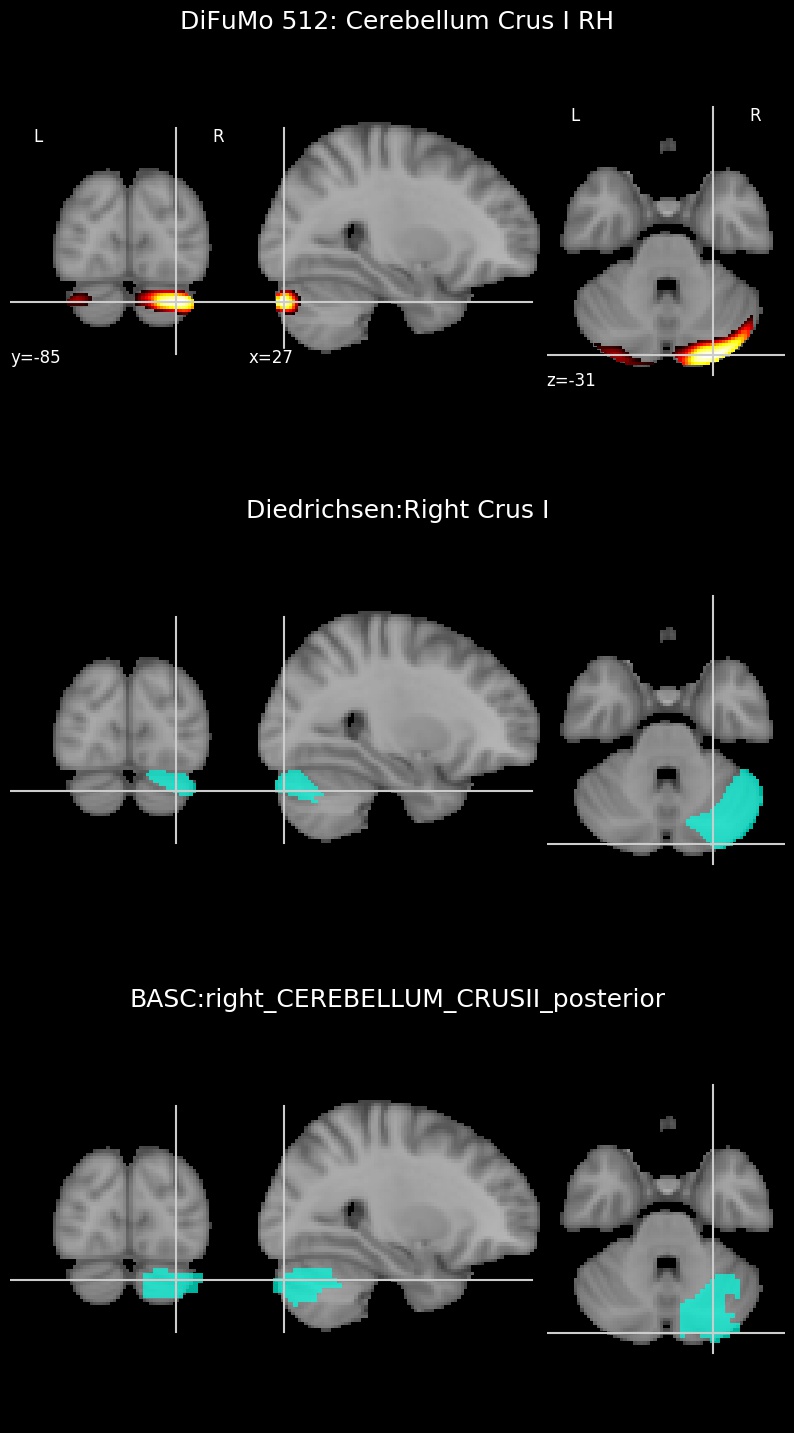 DiFuMo 512: Cerebellum Crus I RH
L R
L R
y=-85 x=27
z=-31
Diedrichsen:Right Crus I
BASC:right_CEREBELLUM_CRUSII_posterior